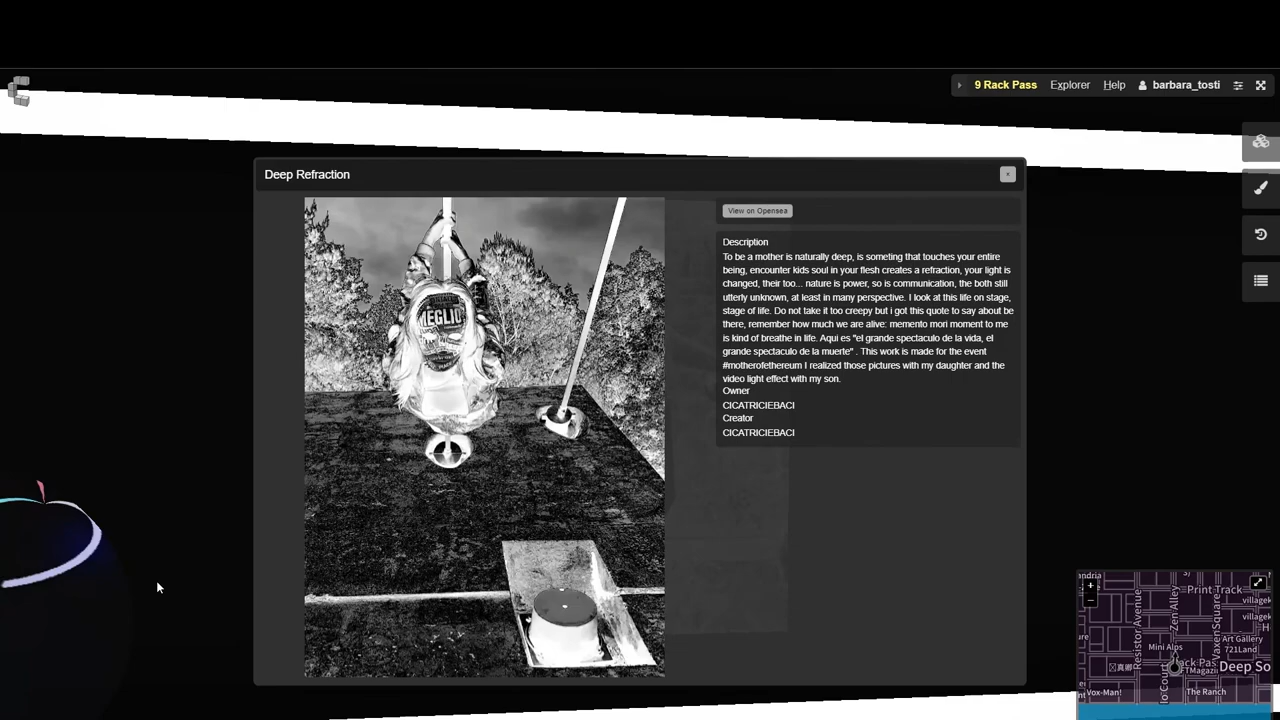 9 Rack Pass
Explorer
Help
barbara_tosti
Deep Refraction
×
MEGLIO
View on Opensea
Description
To be a mother is naturally deep, is someting that touches your entire
being, encounter kids soul in your flesh creates a refraction, your light is
changed, their too... nature is power, so is communication, the both still
utterly unknown, at least in many perspective. I look at this life on stage,
stage of life. Do not take it too creepy but i got this quote to say about be
there, remember how much we are alive: memento mori moment to me
is kind of breathe in life. Aqui es "el grande spectaculo de la vida, el
grande spectaculo de la muerte" . This work is made for the event
#motherofethereum I realized those pictures with my daughter and the
video light effect with my son.
Owner
CICATRICIEBACI
Creator
CICATRICIEBACI
+
−
andria
Print Track
village
village
Resistor Avenue
Zen Alley
VaxenSquare
Art Gallery
721Land
Mini Alps
Deep So
Vox-Man!
The Ranch